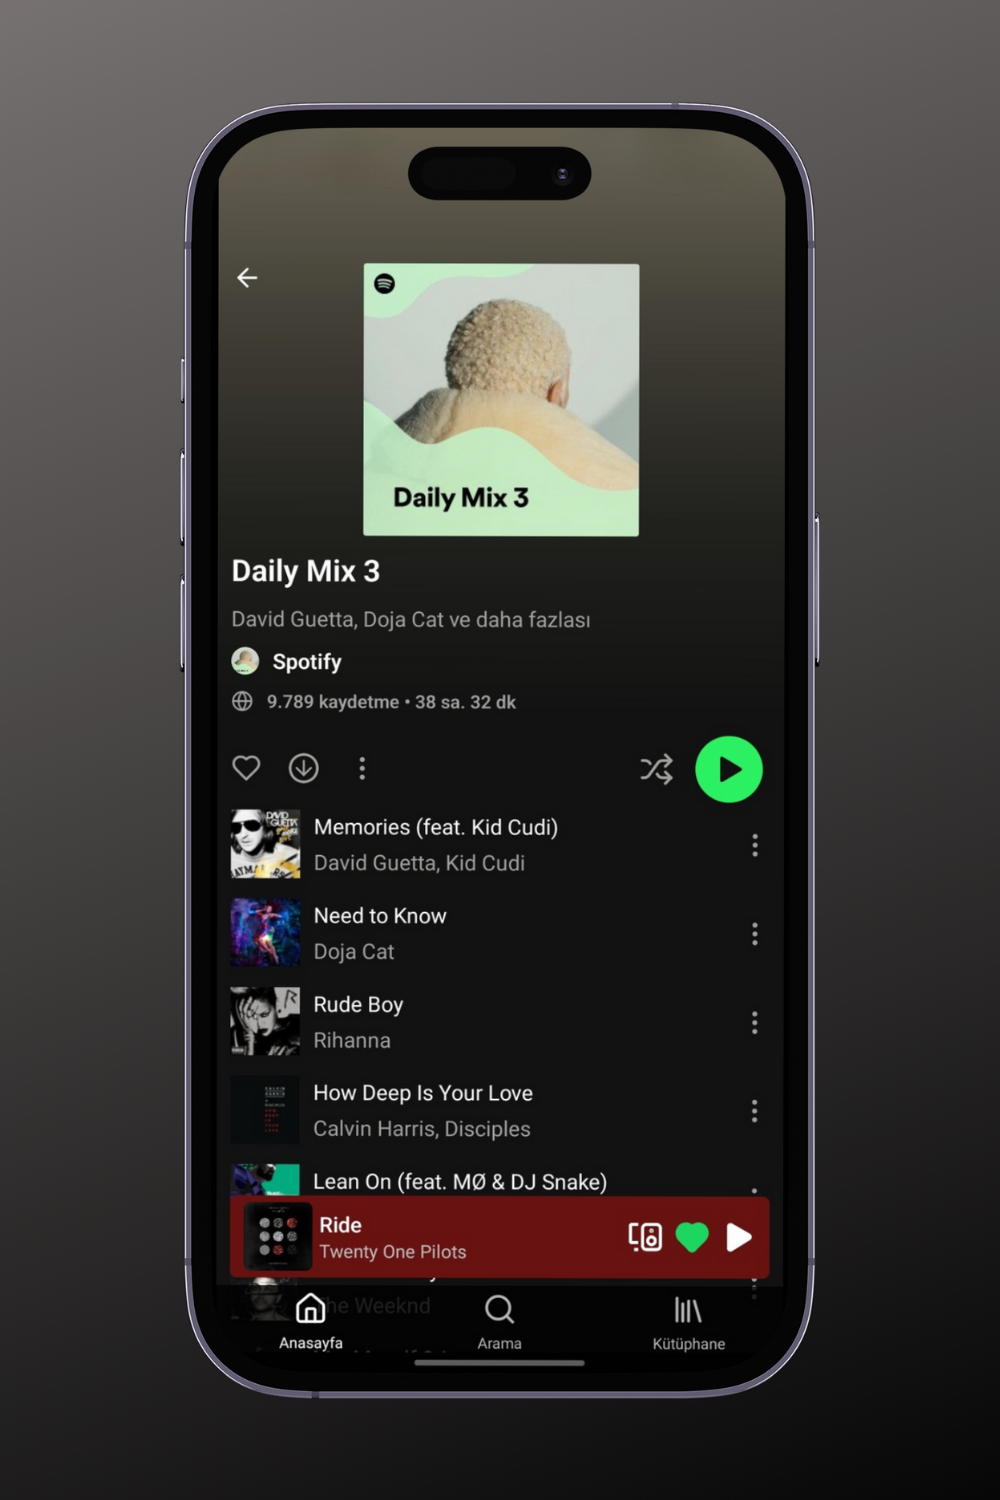 Daily Mix 3
Daily Mix 3
David Guetta, Doja Cat ve daha fazlası
Spotify
9.789 kaydetme • 38 sa. 32 dk
DAVID
GUETTA
Memories (feat. Kid Cudi)
David Guetta, Kid Cudi
Need to Know
Doja Cat
Rude Boy
Rihanna
How Deep Is Your Love
Calvin Harris, Disciples
Lean On (feat. MØ & DJ Snake)
Ride
Twenty One Pilots
The Weeknd
Anasayfa
Arama
Kütüphane